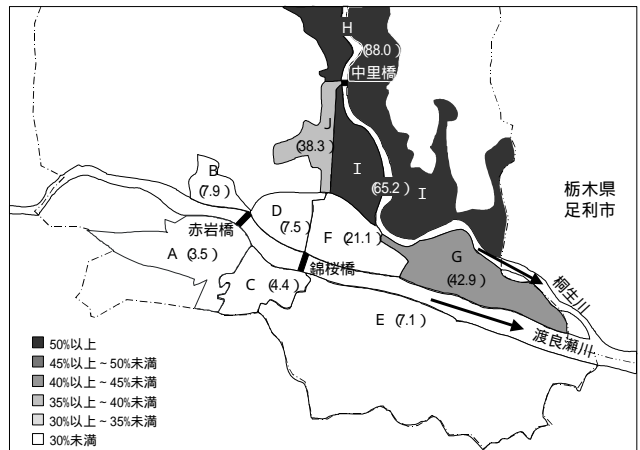 H
(88.0)
中里橋
J
(38.3)
B
(7.9)
I
(65.2)
I
栃木県
足利市
赤岩橋
D
(7.5)
F
(21.1)
A (3.5)
錦桜橋
G
(42.9)
C
(4.4)
桐生川
E (7.1)
渡良瀬川
50%以上
45%以上～50%未満
40%以上～45%未満
35%以上～40%未満
30%以上～35%未満
30%未満